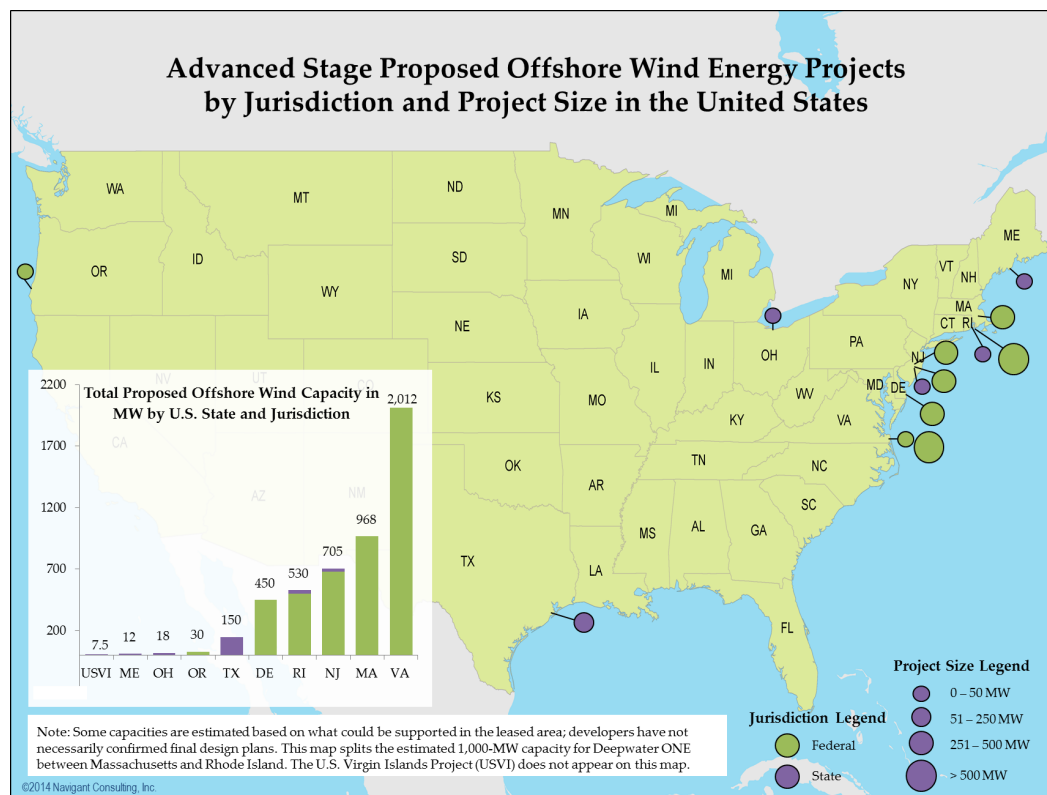 Advanced Stage Proposed Offshore Wind Energy Projects
by Jurisdiction and Project Size in the United States
WA
MT
ND
MN
MI
ME
OR
ID
SD
WI
MI
NY
VT
NH
WY
MA
CT RI
NE
IA
PA
IL
IN
OH
NJ
NV
UT
CO
KS
MO
WV
MD
DE
KY
VA
CA
AZ
NM
OK
TN
NC
AR
SC
MS
AL
GA
TX
LA
FL
Total Proposed Offshore Wind Capacity in
MW by U.S. State and Jurisdiction
2200
1700
1200
700
200
7.5
12
18
30
150
450
530
705
968
2,012
USVI ME OH OR TX DE RI NJ MA VA
Project Size Legend
0 – 50 MW
51 – 250 MW
251 – 500 MW
> 500 MW
Jurisdiction Legend
Federal
State
Note: Some capacities are estimated based on what could be supported in the leased area; developers have not
necessarily confirmed final design plans. This map splits the estimated 1,000-MW capacity for Deepwater ONE
between Massachusetts and Rhode Island. The U.S. Virgin Islands Project (USVI) does not appear on this map.
©2014 Navigant Consulting, Inc.